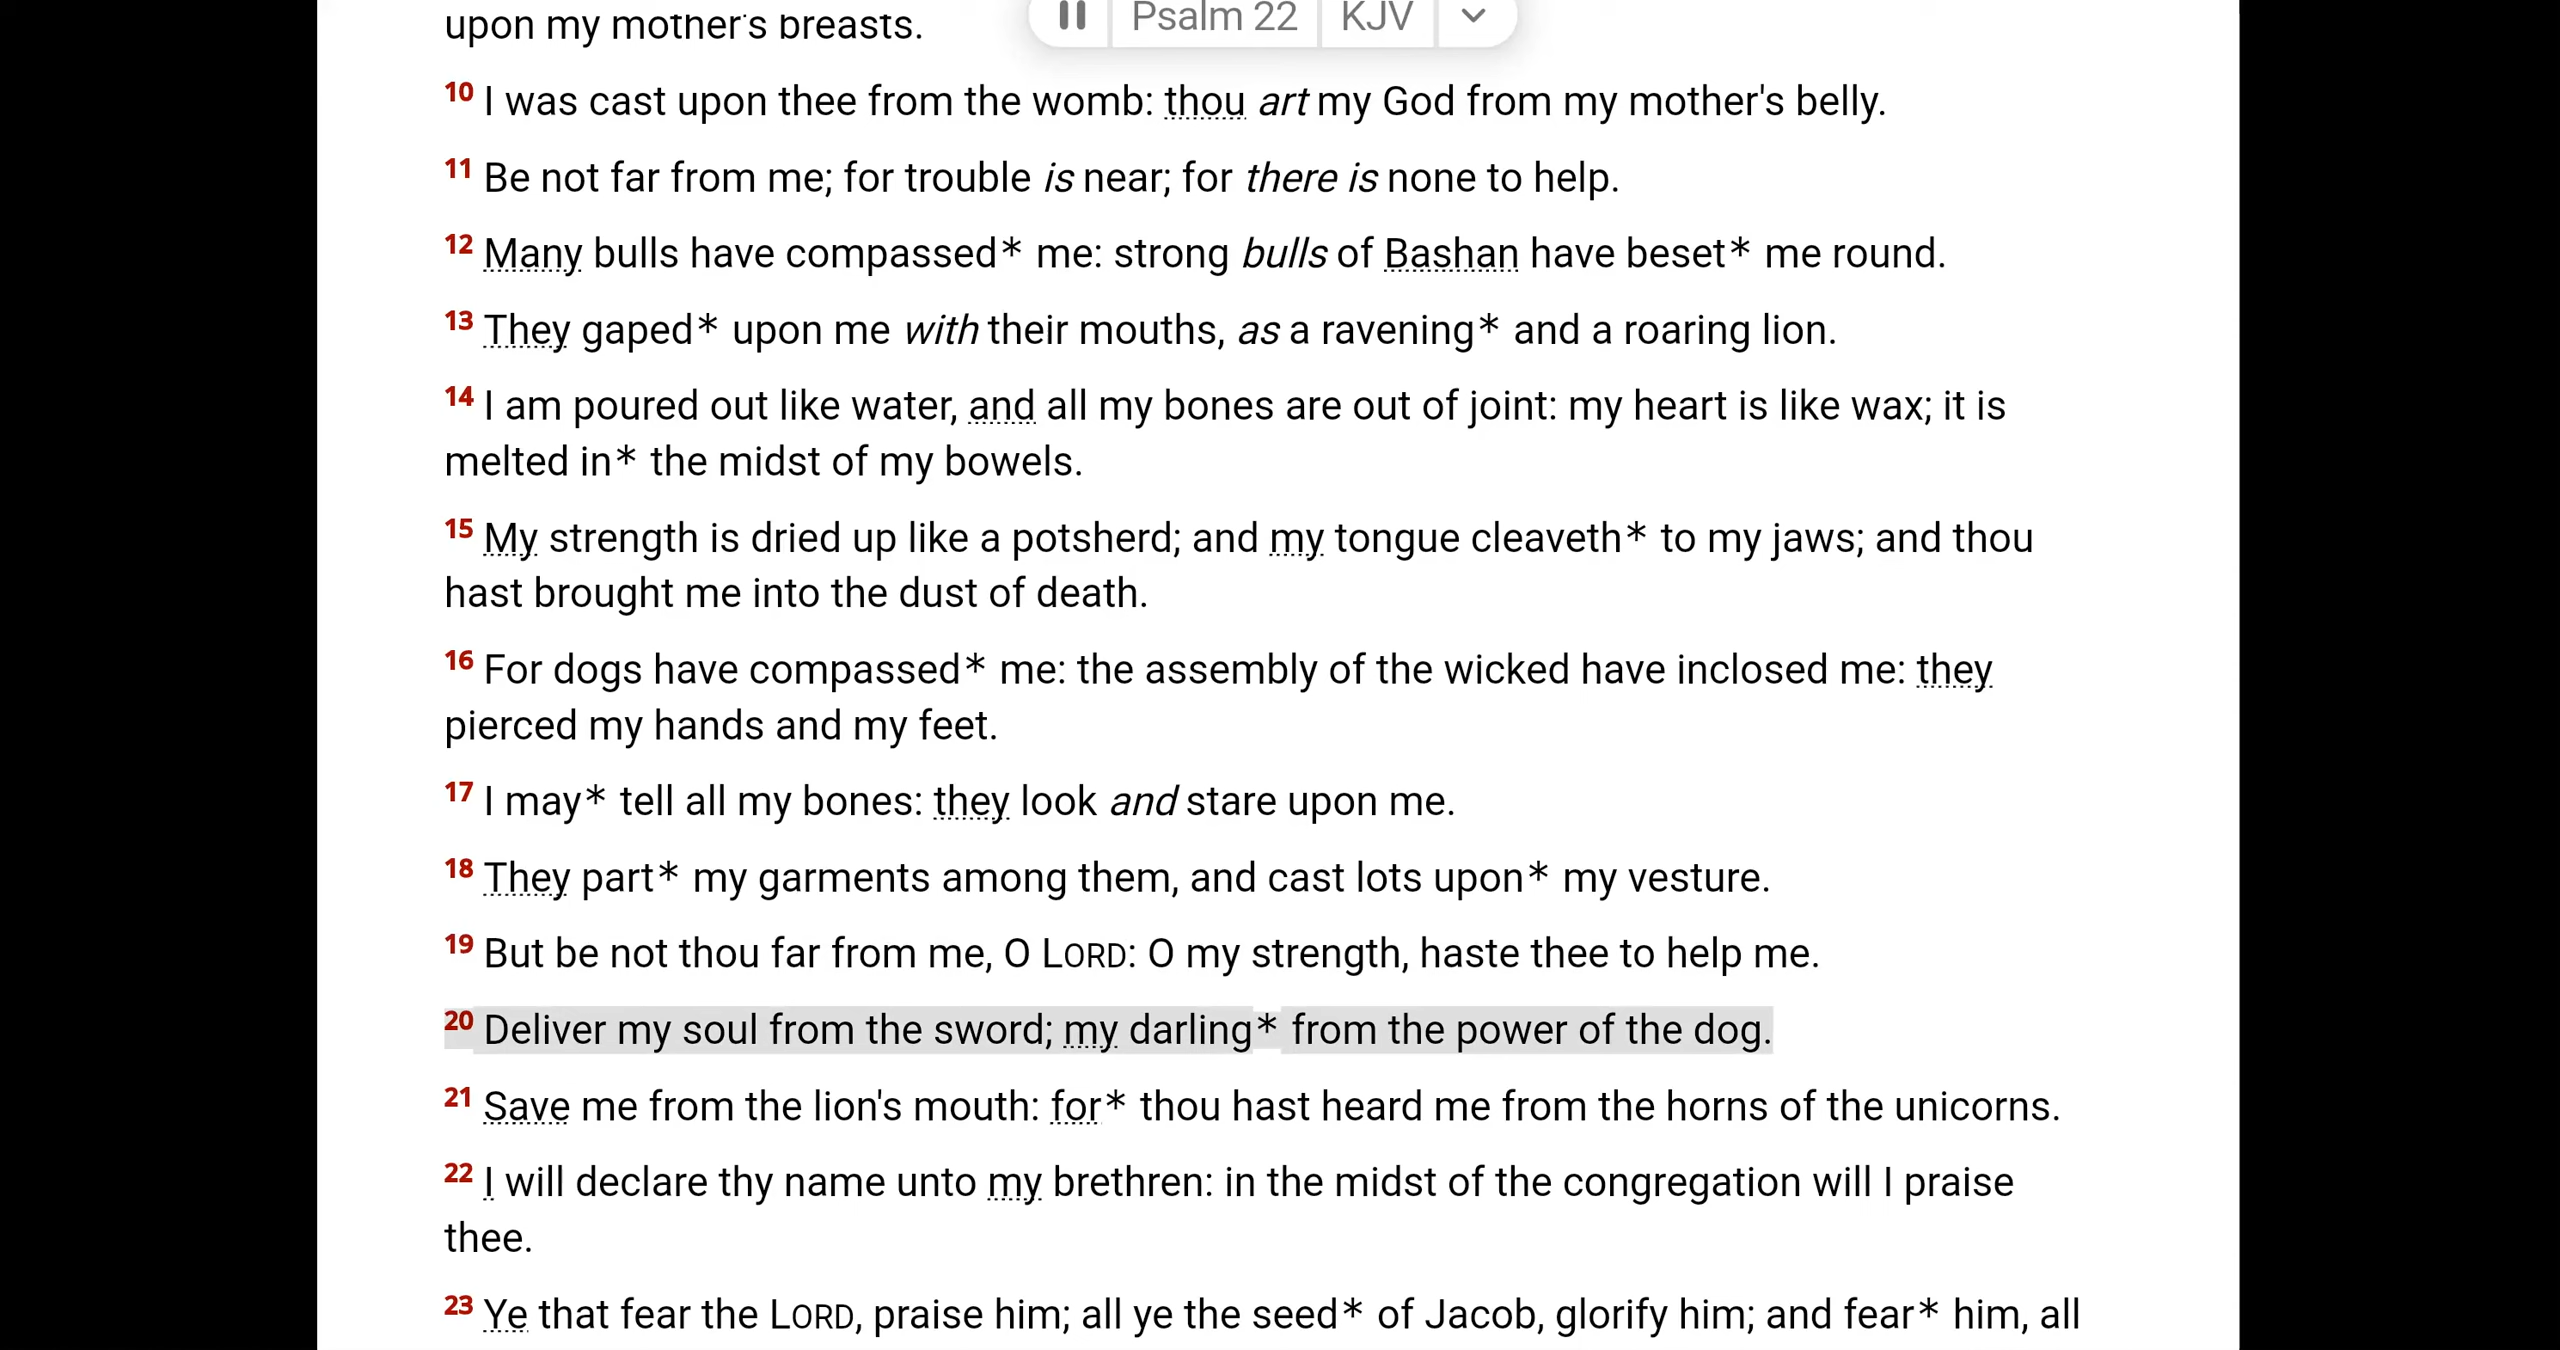 upon my mother's breasts.
Psalm 22 KJV
10 I was cast upon thee from the womb: thou art my God from my mother's belly.
11 Be not far from me; for trouble is near; for there is none to help.
12 Many bulls have compassed* me: strong bulls of Bashan have beset* me round.
13 They gaped* upon me with their mouths, as a ravening* and a roaring lion.
14 I am poured out like water, and all my bones are out of joint: my heart is like wax; it is
melted in* the midst of my bowels.
15 My strength is dried up like a potsherd; and my tongue cleaveth* to my jaws; and thou
hast brought me into the dust of death.
16 For dogs have compassed* me: the assembly of the wicked have inclosed me: they
pierced my hands and my feet.
17 I may* tell all my bones: they look and stare upon me.
18 They part* my garments among them, and cast lots upon* my vesture.
19 But be not thou far from me, O LORD: O my strength, haste thee to help me.
20 Deliver my soul from the sword; my darling* from the power of the dog.
21 Save me from the lion's mouth: for* thou hast heard me from the horns of the unicorns.
22 I will declare thy name unto my brethren: in the midst of the congregation will I praise
thee.
23 Ye that fear the LORD, praise him; all ye the seed* of Jacob, glorify him; and fear* him, all